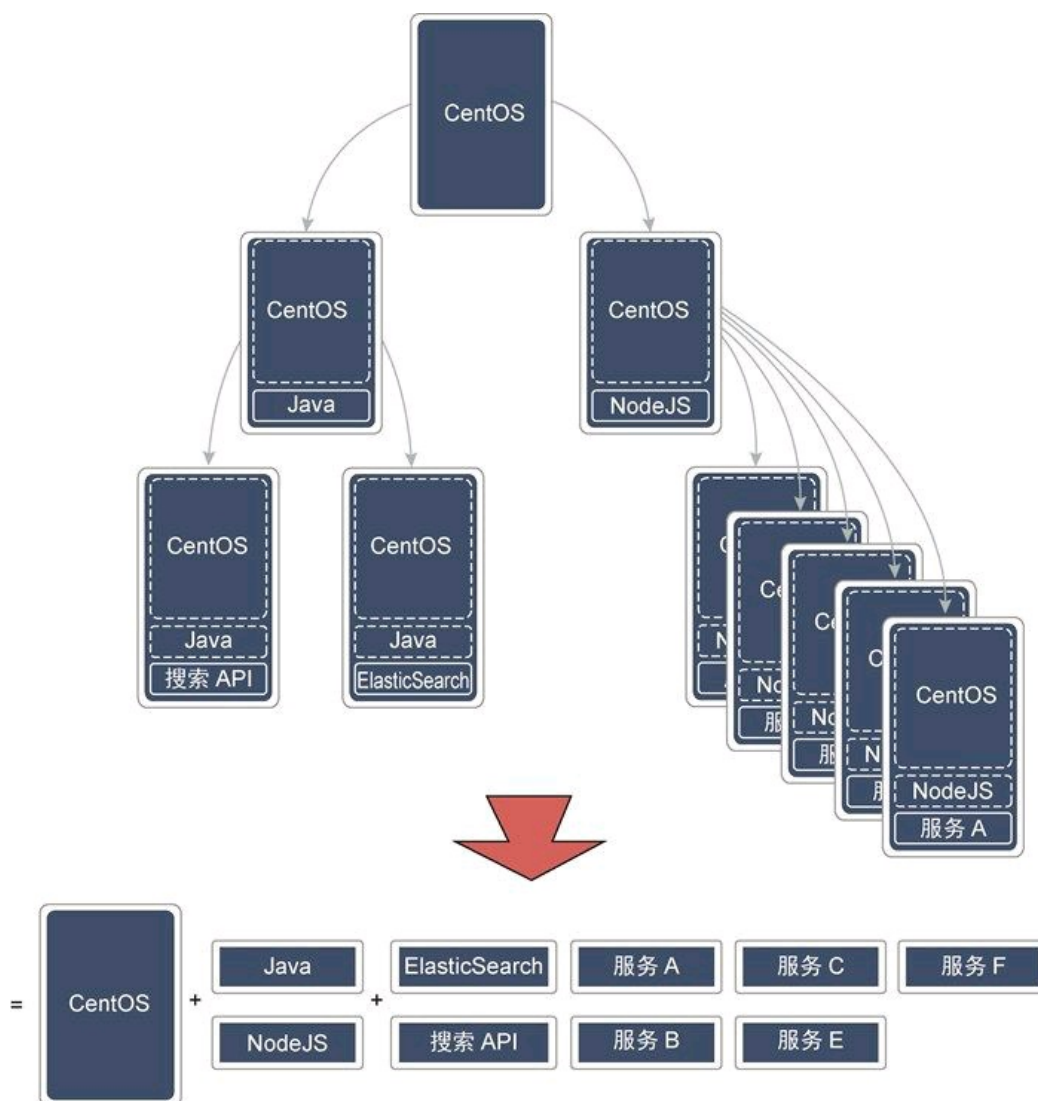 CentOS
CentOS
Java
CentOS
NodeJS
CentOS
Java
搜索 API
CentOS
Java
ElasticSearch
CentOS
NodeJS
服务 A
=
CentOS
+
Java
NodeJS
+
ElasticSearch
服务 A
服务 C
服务 F
搜索 API
服务 B
服务 E